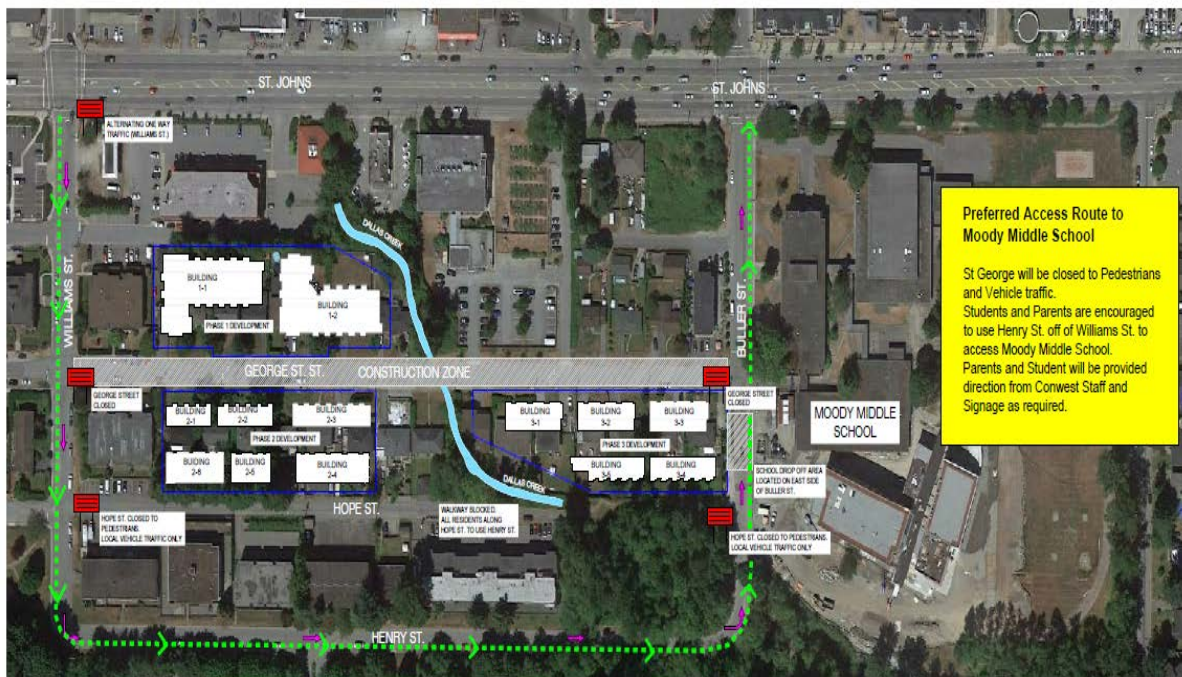 ST. JOHNS
ST. JOHNS
ALTERNATING ONE WAY
TRAFFIC (WILLIAMS ST.)
DALLAS CREEK
WILLIAMS ST.
BULLER ST.
BUILDING
1-1
BUILDING
1-2
PHASE 1 DEVELOPMENT
Preferred Access Route to
Moody Middle School
St George will be closed to Pedestrians
and Vehicle traffic.
Students and Parents are encouraged
to use Henry St. off of Williams St. to
access Moody Middle School.
Parents and Student will be provided
direction from Conwest Staff and
Signage as required.
GEORGE ST. ST.
CONSTRUCTION ZONE
GEORGE STREET
CLOSED
GEORGE STREET
CLOSED
BUILDING
2-1
BUILDING
2-2
BUILDING
2-3
PHASE 2 DEVELOPMENT
BUILDING
2-6
BUILDING
2-5
BUILDING
2-4
BUILDING
3-1
BUILDING
3-2
BUILDING
3-3
PHASE 3 DEVELOPMENT
BUILDING
3-5
BUILDING
3-4
MOODY MIDDLE
SCHOOL
SCHOOL DROP OFF AREA
LOCATED ON EAST SIDE
OF BULLER ST.
DALLAS CREEK
HOPE ST.
HOPE ST. CLOSED TO
PEDESTRIANS.
LOCAL VEHICLE TRAFFIC ONLY
WALKWAY BLOCKED.
ALL RESIDENTS ALONG
HOPE ST. TO USE HENRY ST.
HOPE ST. CLOSED TO PEDESTRIANS.
LOCAL VEHICLE TRAFFIC ONLY
HENRY ST.